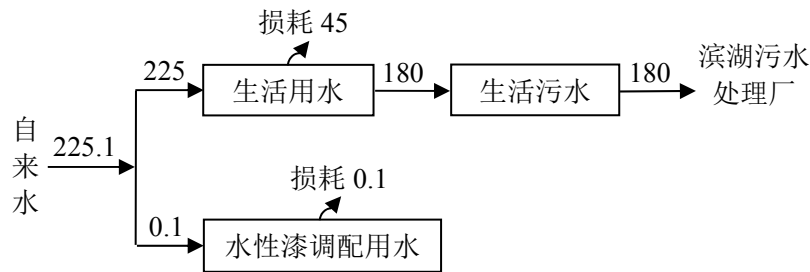 损耗 45
225
生活用水
180
生活污水
180
滨湖污水
处理厂
自来水
225.1
损耗 0.1
0.1
水性漆调配用水